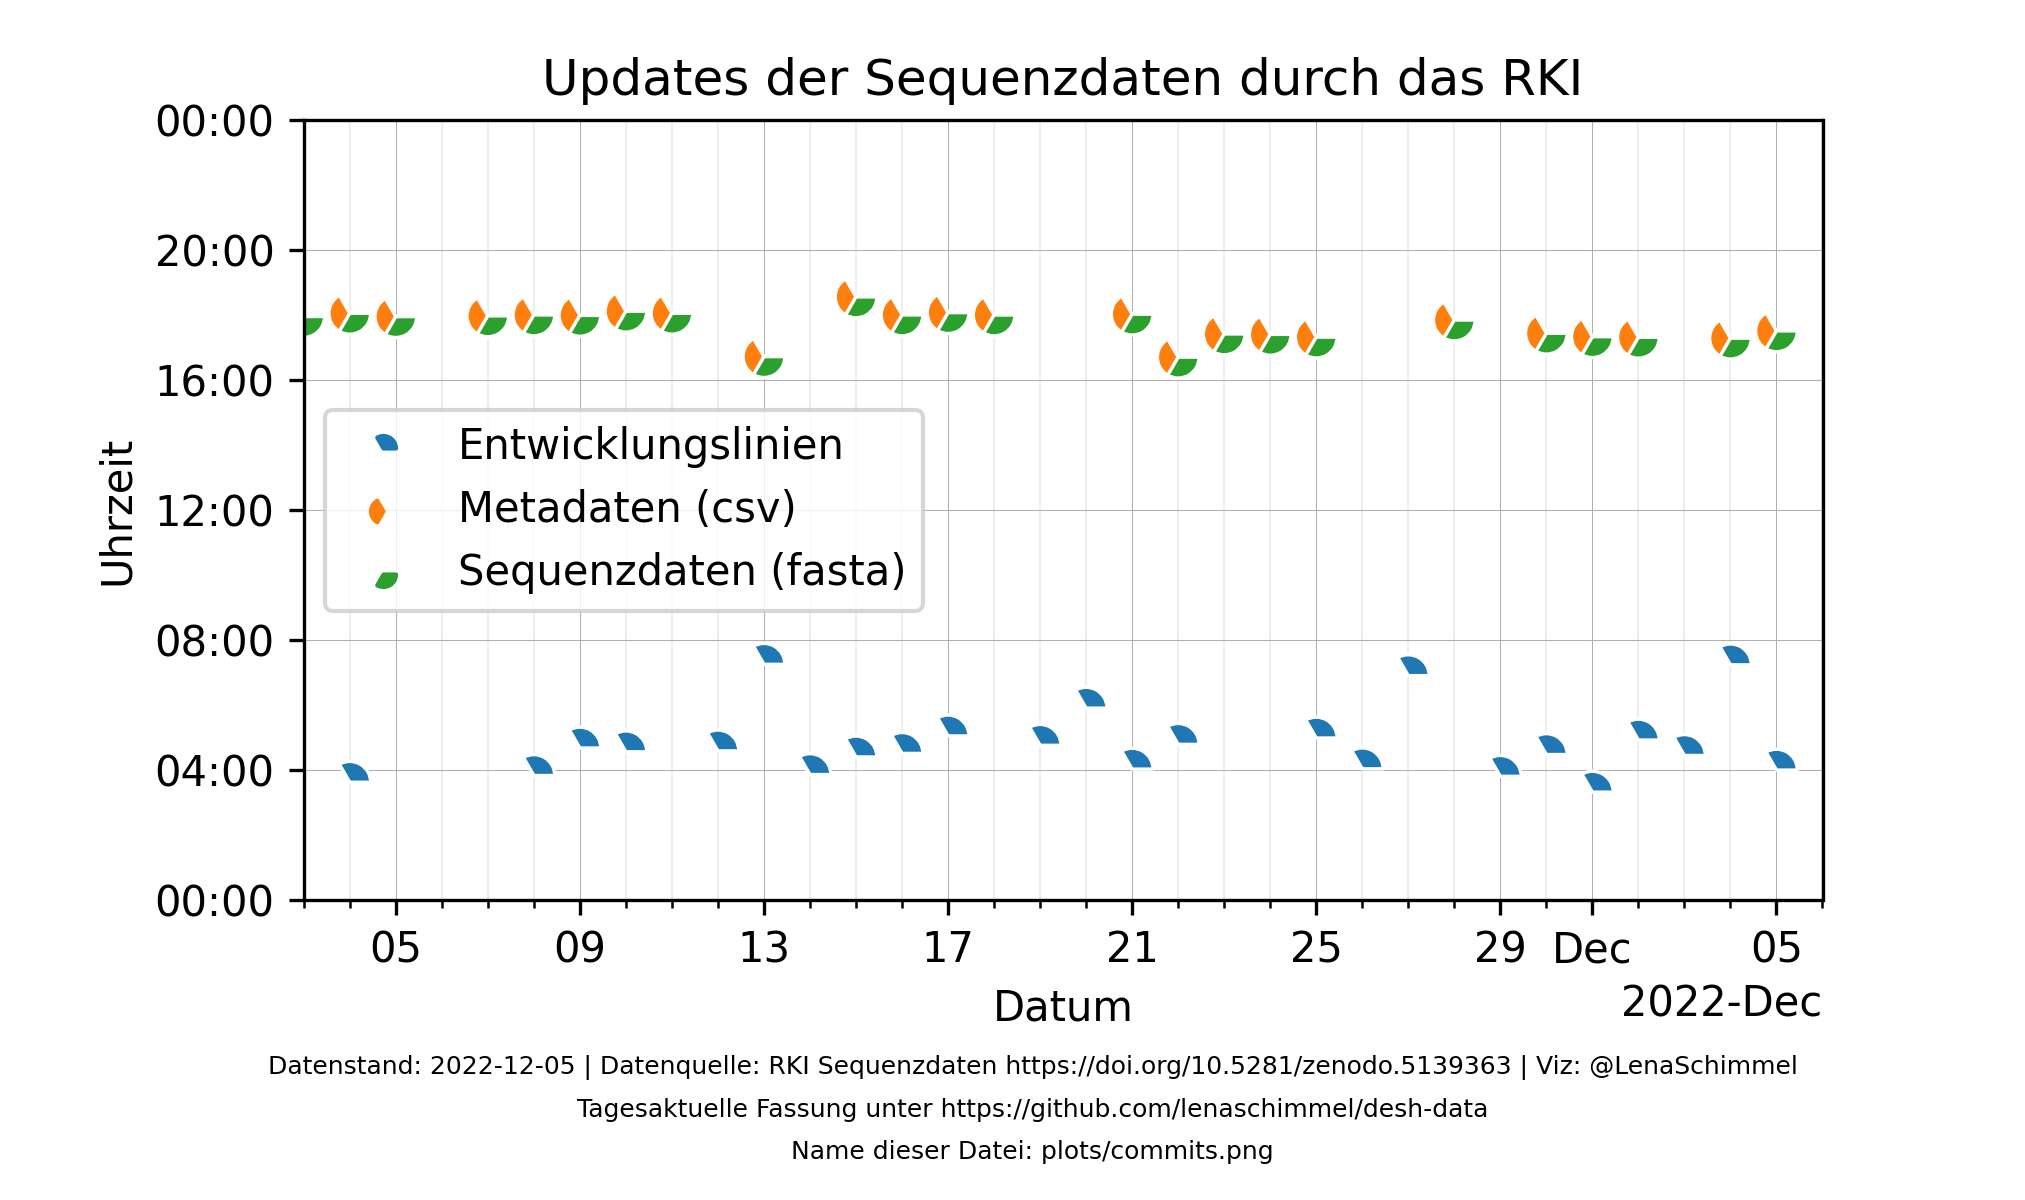 Updates der Sequenzdaten durch das RKI
00:00
20:00
16:00
12:00
08:00
04:00
00:00
Uhrzeit
Entwicklungslinien
Metadaten (csv)
Sequenzdaten (fasta)
05 09 13 17 21 25 29 Dec 05
Datum
2022-Dec
Datenstand: 2022-12-05 | Datenquelle: RKI Sequenzdaten https://doi.org/10.5281/zenodo.5139363 | Viz: @LenaSchimmel
Tagesaktuelle Fassung unter https://github.com/lenaschimmel/desh-data
Name dieser Datei: plots/commits.png